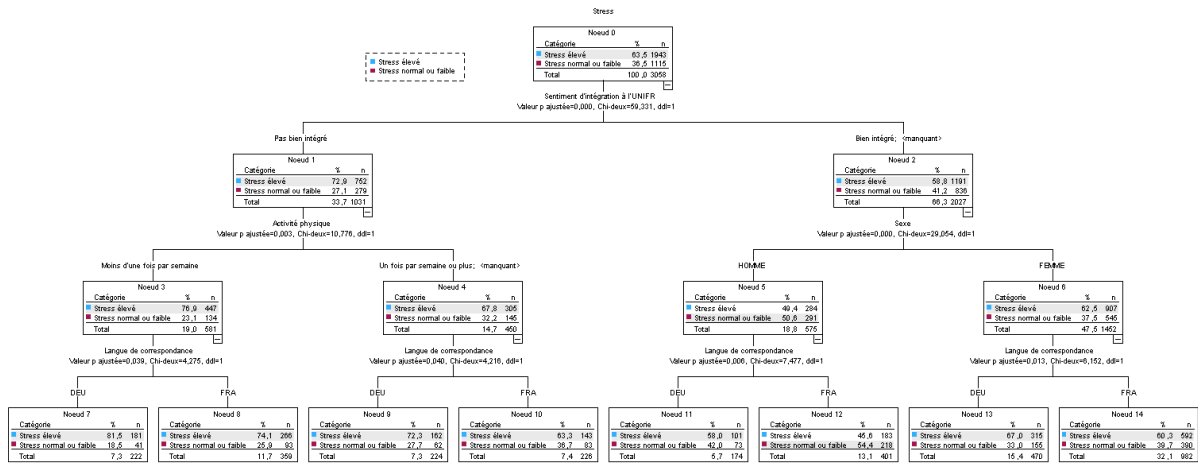 Stress
Noeud 0
Catégorie % n
Stress élevé 63,5 1943
Stress normal ou faible 36,5 1115
Total 100,0 3058
Stress élevé
Stress normal ou faible
Sentiment d'intégration à l'UNIFR
Valeur p ajustée=0,000, Chi-deux=59,331, ddl=1
Pas bien intégré
Bien intégré; <manquant>
Noeud 1
Catégorie % n
Stress élevé 72,9 752
Stress normal ou faible 27,1 279
Total 33,7 1031
Noeud 2
Catégorie % n
Stress élevé 58,8 1191
Stress normal ou faible 41,2 836
Total 66,3 2027
Activité physique
Valeur p ajustée=0,003, Chi-deux=10,776, ddl=1
Sexe
Valeur p ajustée=0,000, Chi-deux=29,054, ddl=1
Moins d'une fois par semaine
Un fois par semaine ou plus; <manquant>
HOMME
FEMME
Noeud 3
Catégorie % n
Stress élevé 76,9 447
Stress normal ou faible 23,1 134
Total 19,0 581
Noeud 4
Catégorie % n
Stress élevé 67,8 305
Stress normal ou faible 32,2 145
Total 14,7 450
Noeud 5
Catégorie % n
Stress élevé 49,4 284
Stress normal ou faible 50,6 291
Total 18,8 575
Noeud 6
Catégorie % n
Stress élevé 62,5 907
Stress normal ou faible 37,5 545
Total 47,5 1452
Langue de correspondance
Valeur p ajustée=0,039, Chi-deux=4,275, ddl=1
Langue de correspondance
Valeur p ajustée=0,040, Chi-deux=4,216, ddl=1
Langue de correspondance
Valeur p ajustée=0,006, Chi-deux=7,477, ddl=1
Langue de correspondance
Valeur p ajustée=0,013, Chi-deux=6,152, ddl=1
DEU
FRA
DEU
FRA
DEU
FRA
DEU
FRA
Noeud 7
Catégorie % n
Stress élevé 81,5 181
Stress normal ou faible 18,5 41
Total 7,3 222
Noeud 8
Catégorie % n
Stress élevé 74,1 266
Stress normal ou faible 25,9 93
Total 11,7 359
Noeud 9
Catégorie % n
Stress élevé 72,3 162
Stress normal ou faible 27,7 62
Total 7,3 224
Noeud 10
Catégorie % n
Stress élevé 63,3 143
Stress normal ou faible 36,7 83
Total 7,4 226
Noeud 11
Catégorie % n
Stress élevé 58,0 101
Stress normal ou faible 42,0 73
Total 5,7 174
Noeud 12
Catégorie % n
Stress élevé 45,6 183
Stress normal ou faible 54,4 218
Total 13,1 401
Noeud 13
Catégorie % n
Stress élevé 67,0 315
Stress normal ou faible 33,0 155
Total 15,4 470
Noeud 14
Catégorie % n
Stress élevé 60,3 592
Stress normal ou faible 39,7 390
Total 32,1 982